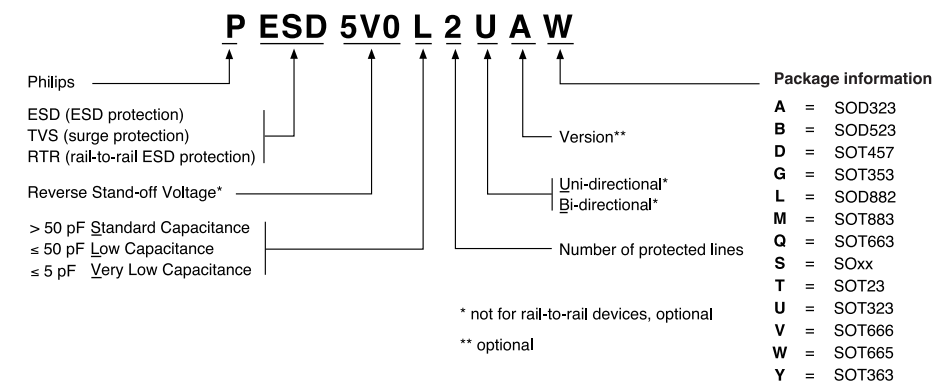 P ESD 5V0 L 2 U A W
Philips
ESD (ESD protection)
TVS (surge protection)
RTR (rail-to-rail ESD protection)
Reverse Stand-off Voltage*
> 50 pF Standard Capacitance
≤ 50 pF Low Capacitance
≤ 5 pF Very Low Capacitance
Version**
Uni-directional*
Bi-directional*
Number of protected lines
* not for rail-to-rail devices, optional
** optional
Package information
A = SOD323
B = SOD523
D = SOT457
G = SOT353
L = SOD882
M = SOT883
Q = SOT663
S = SOxx
T = SOT23
U = SOT323
V = SOT666
W = SOT665
Y = SOT363